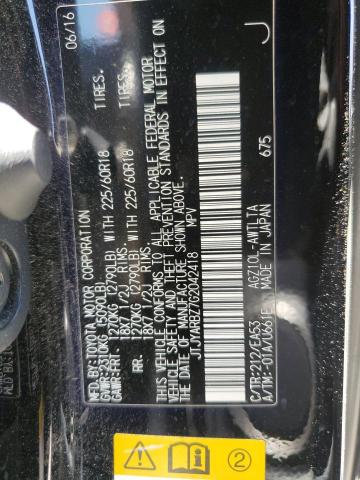 MFD.BY:TOYOTA MOTOR CORPORATION 06/16
GVWR:2310KG (5090LB)
GAWR:FRT. 1270KG (2790LB) WITH 225/60R18 TIRES.
18X7 1/2J RIMS.
RR. 1270KG (2790LB) WITH 225/60R18 TIRES.
18X7 1/2J RIMS.
THIS VEHICLE CONFORMS TO ALL APPLICABLE FEDERAL MOTOR
VEHICLE SAFETY AND THEFT PREVENTION STANDARDS IN EFFECT ON
THE DATE OF MANUFACTURE SHOWN ABOVE.
JTJYARBZ7G2042418 MPV
J
C/TR:212/EA53 AGZ10L-AWTLTA 675
A/TM:-01A/U661E MADE IN JAPAN
2